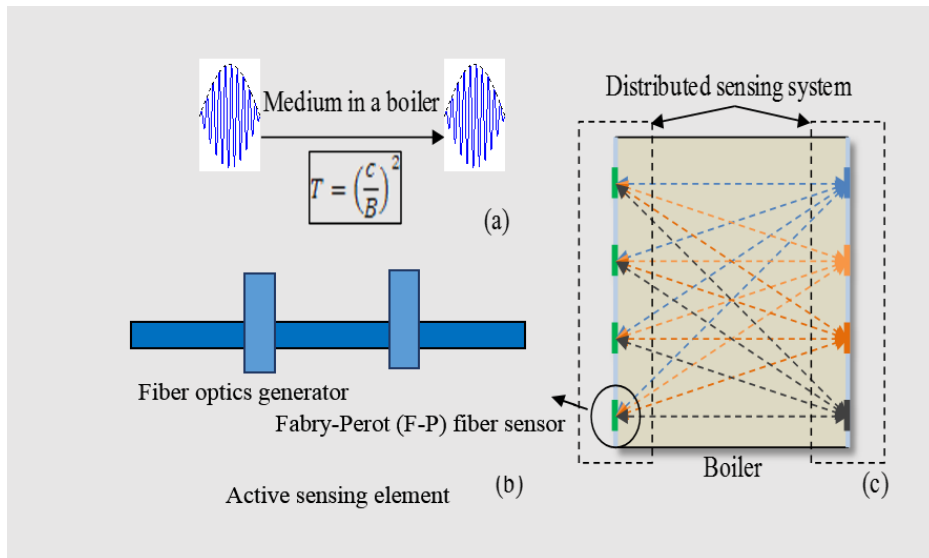 Medium in a boiler
T = (c/B)^2
(a)
Distributed sensing system
Fiber optics generator
Fabry-Perot (F-P) fiber sensor
Active sensing element
(b)
Boiler
(c)